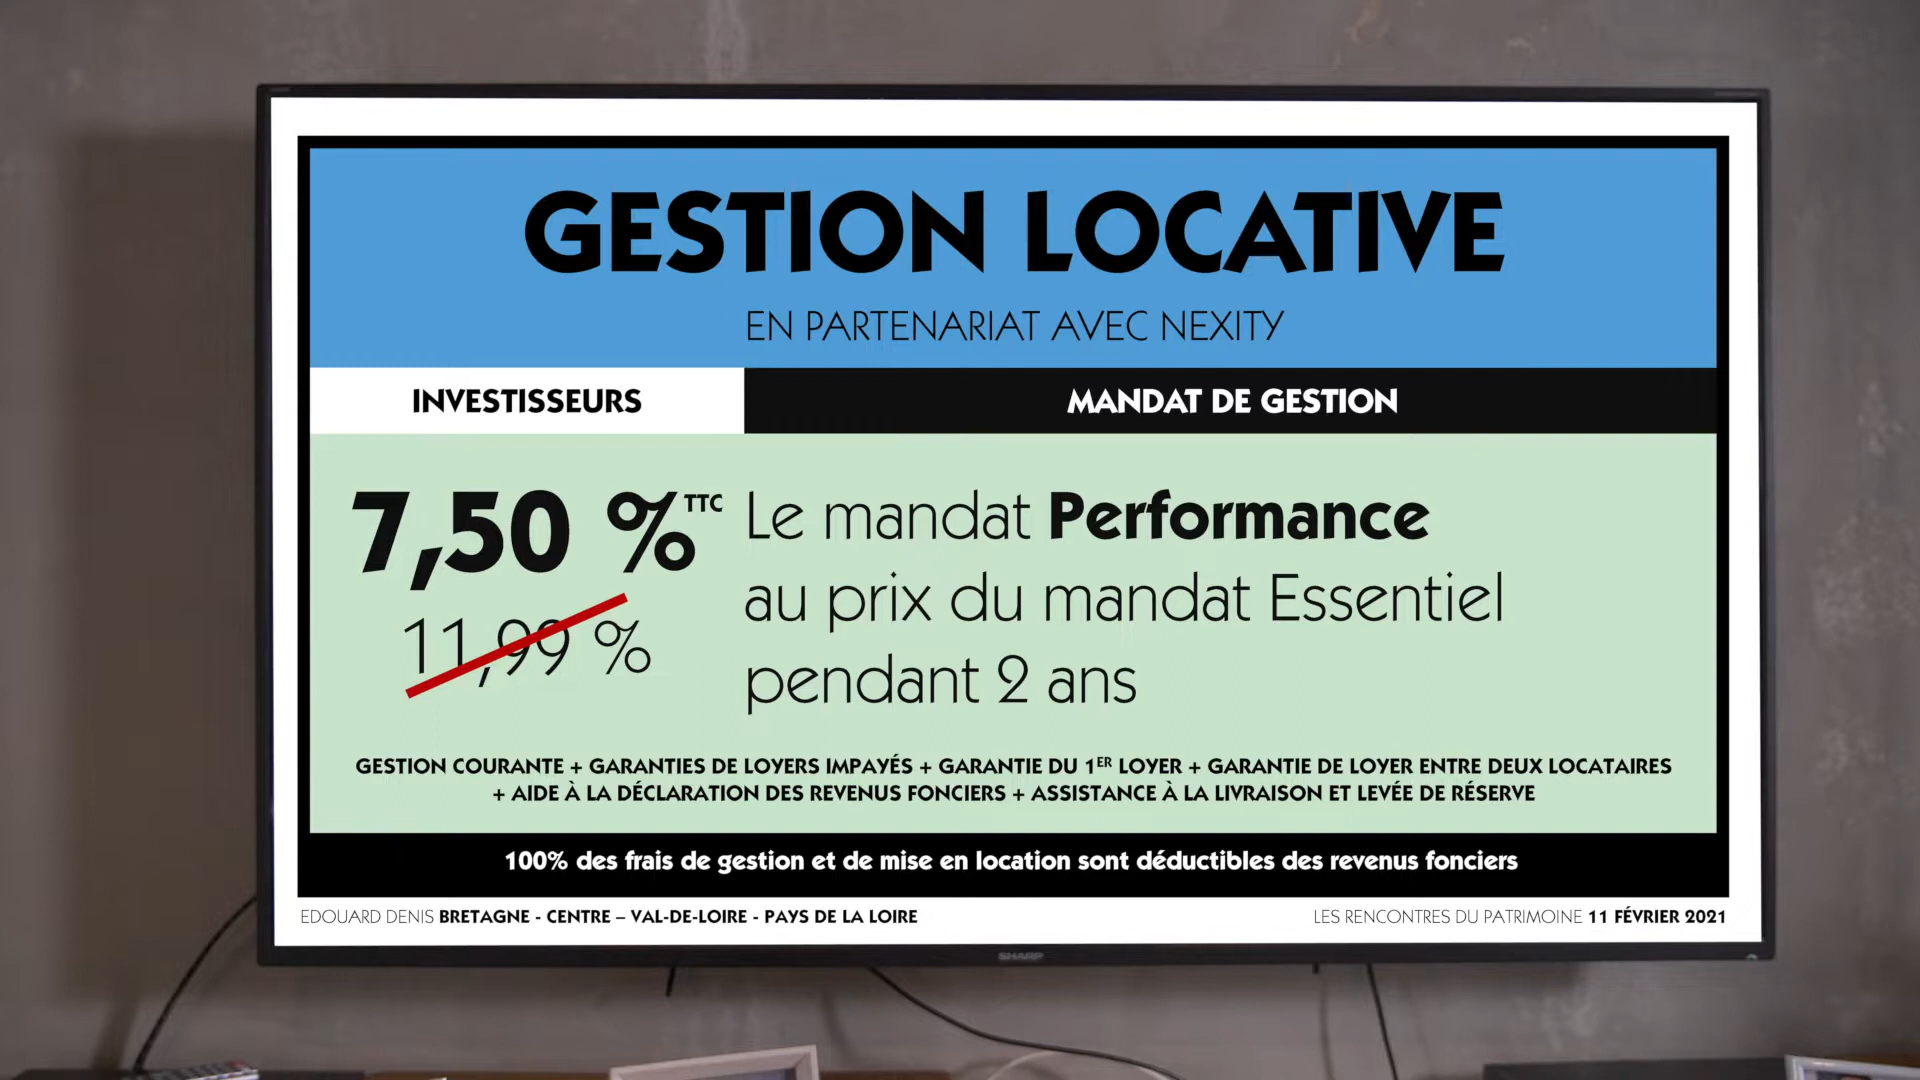 GESTION LOCATIVE
EN PARTENARIAT AVEC NEXITY
INVESTISSEURS
MANDAT DE GESTION
7,50 % TTC
11,99 %
Le mandat Performance
au prix du mandat Essentiel
pendant 2 ans
GESTION COURANTE + GARANTIES DE LOYERS IMPAYÉS + GARANTIE DU 1ER LOYER + GARANTIE DE LOYER ENTRE DEUX LOCATAIRES
+ AIDE À LA DÉCLARATION DES REVENUS FONCIERS + ASSISTANCE À LA LIVRAISON ET LEVÉE DE RÉSERVE
100% des frais de gestion et de mise en location sont déductibles des revenus fonciers
EDOUARD DENIS BRETAGNE - CENTRE – VAL-DE-LOIRE - PAYS DE LA LOIRE
LES RENCONTRES DU PATRIMOINE 11 FÉVRIER 2021
SHARP